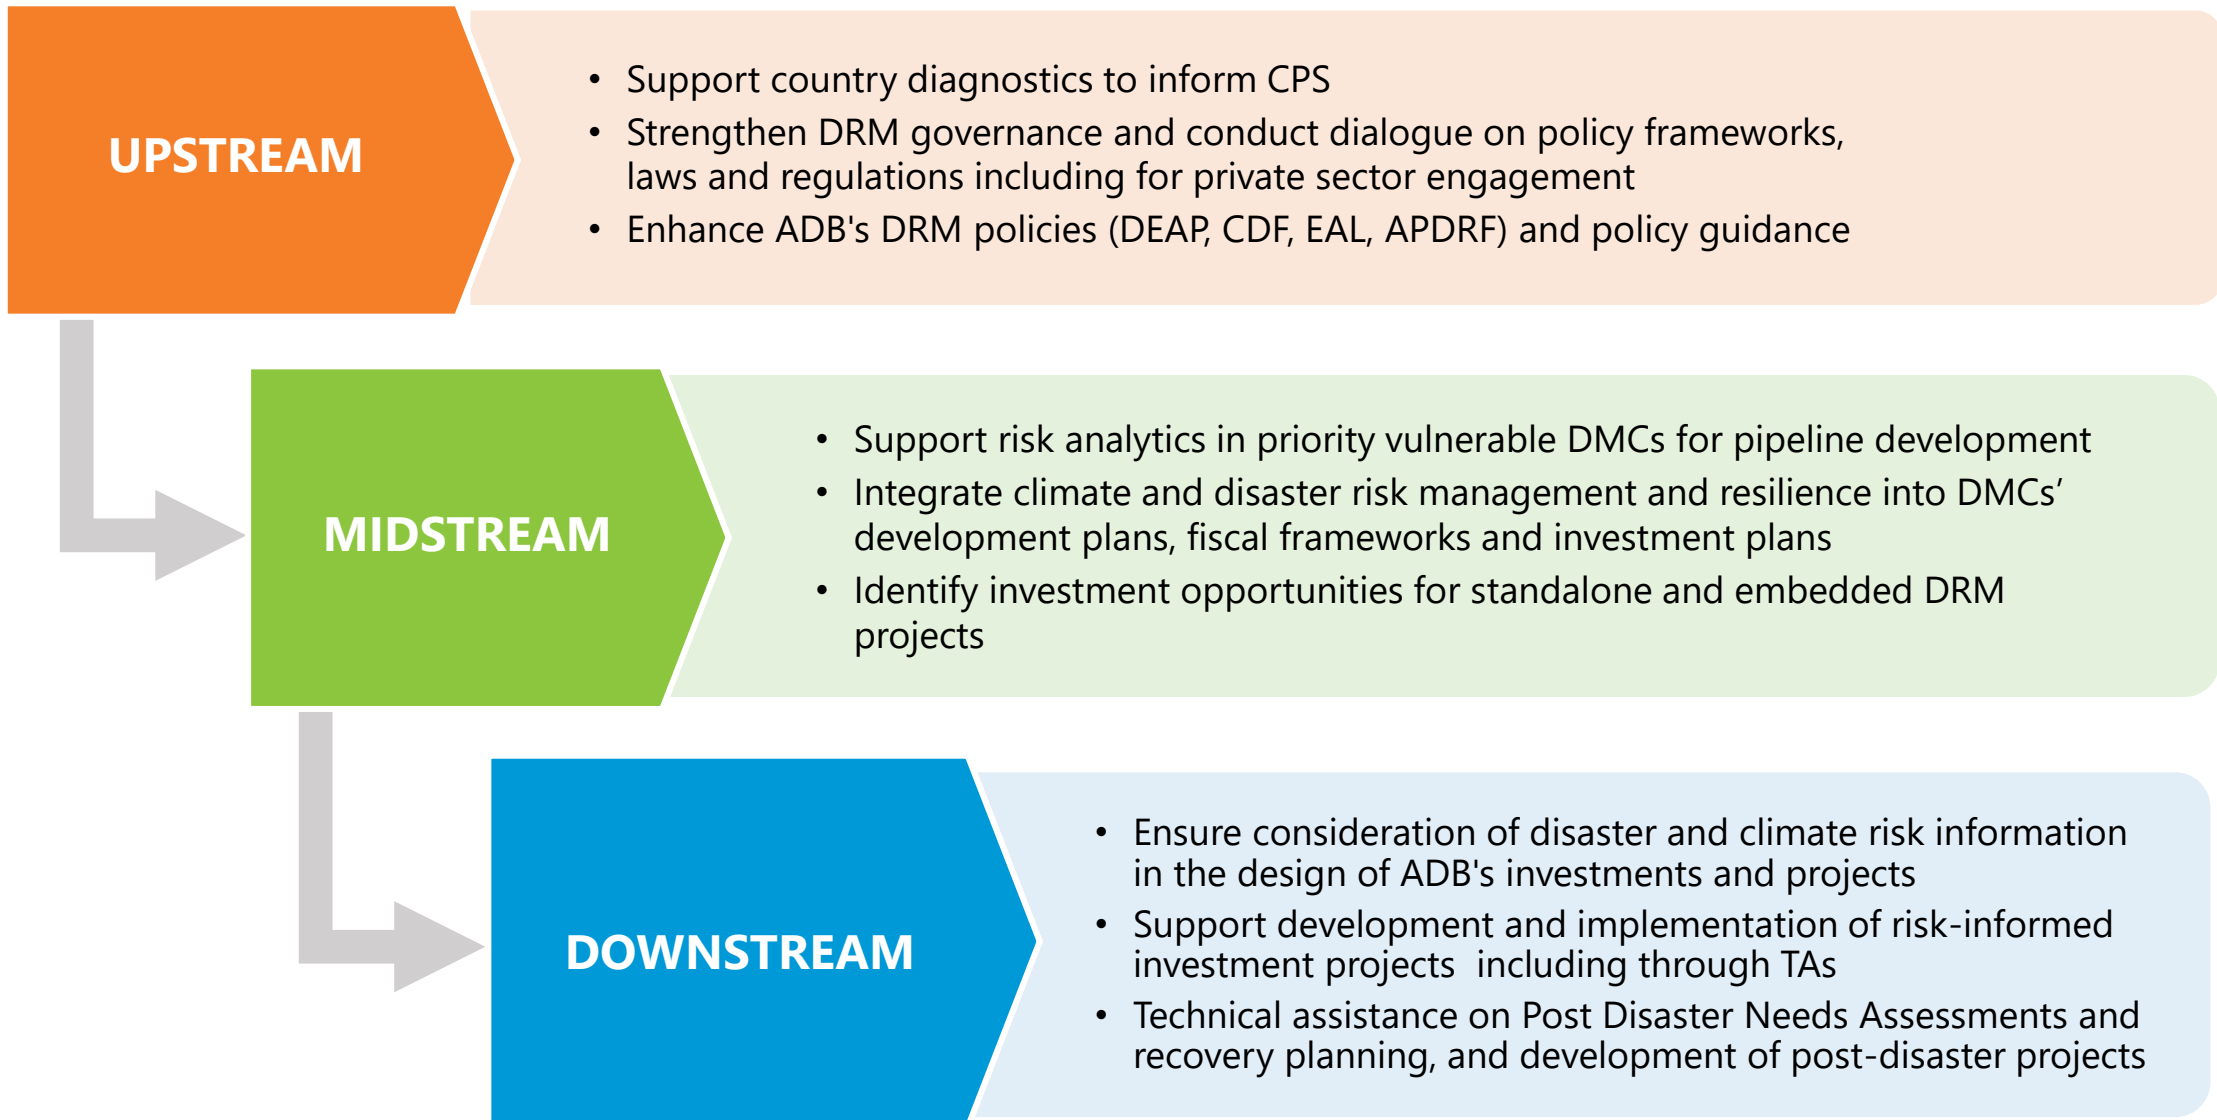 UPSTREAM
• Support country diagnostics to inform CPS
• Strengthen DRM governance and conduct dialogue on policy frameworks,
laws and regulations including for private sector engagement
• Enhance ADB's DRM policies (DEAP, CDF, EAL, APDRF) and policy guidance
MIDSTREAM
• Support risk analytics in priority vulnerable DMCs for pipeline development
• Integrate climate and disaster risk management and resilience into DMCs’
development plans, fiscal frameworks and investment plans
• Identify investment opportunities for standalone and embedded DRM
projects
DOWNSTREAM
• Ensure consideration of disaster and climate risk information
in the design of ADB's investments and projects
• Support development and implementation of risk-informed
investment projects  including through TAs
• Technical assistance on Post Disaster Needs Assessments and
recovery planning, and development of post-disaster projects